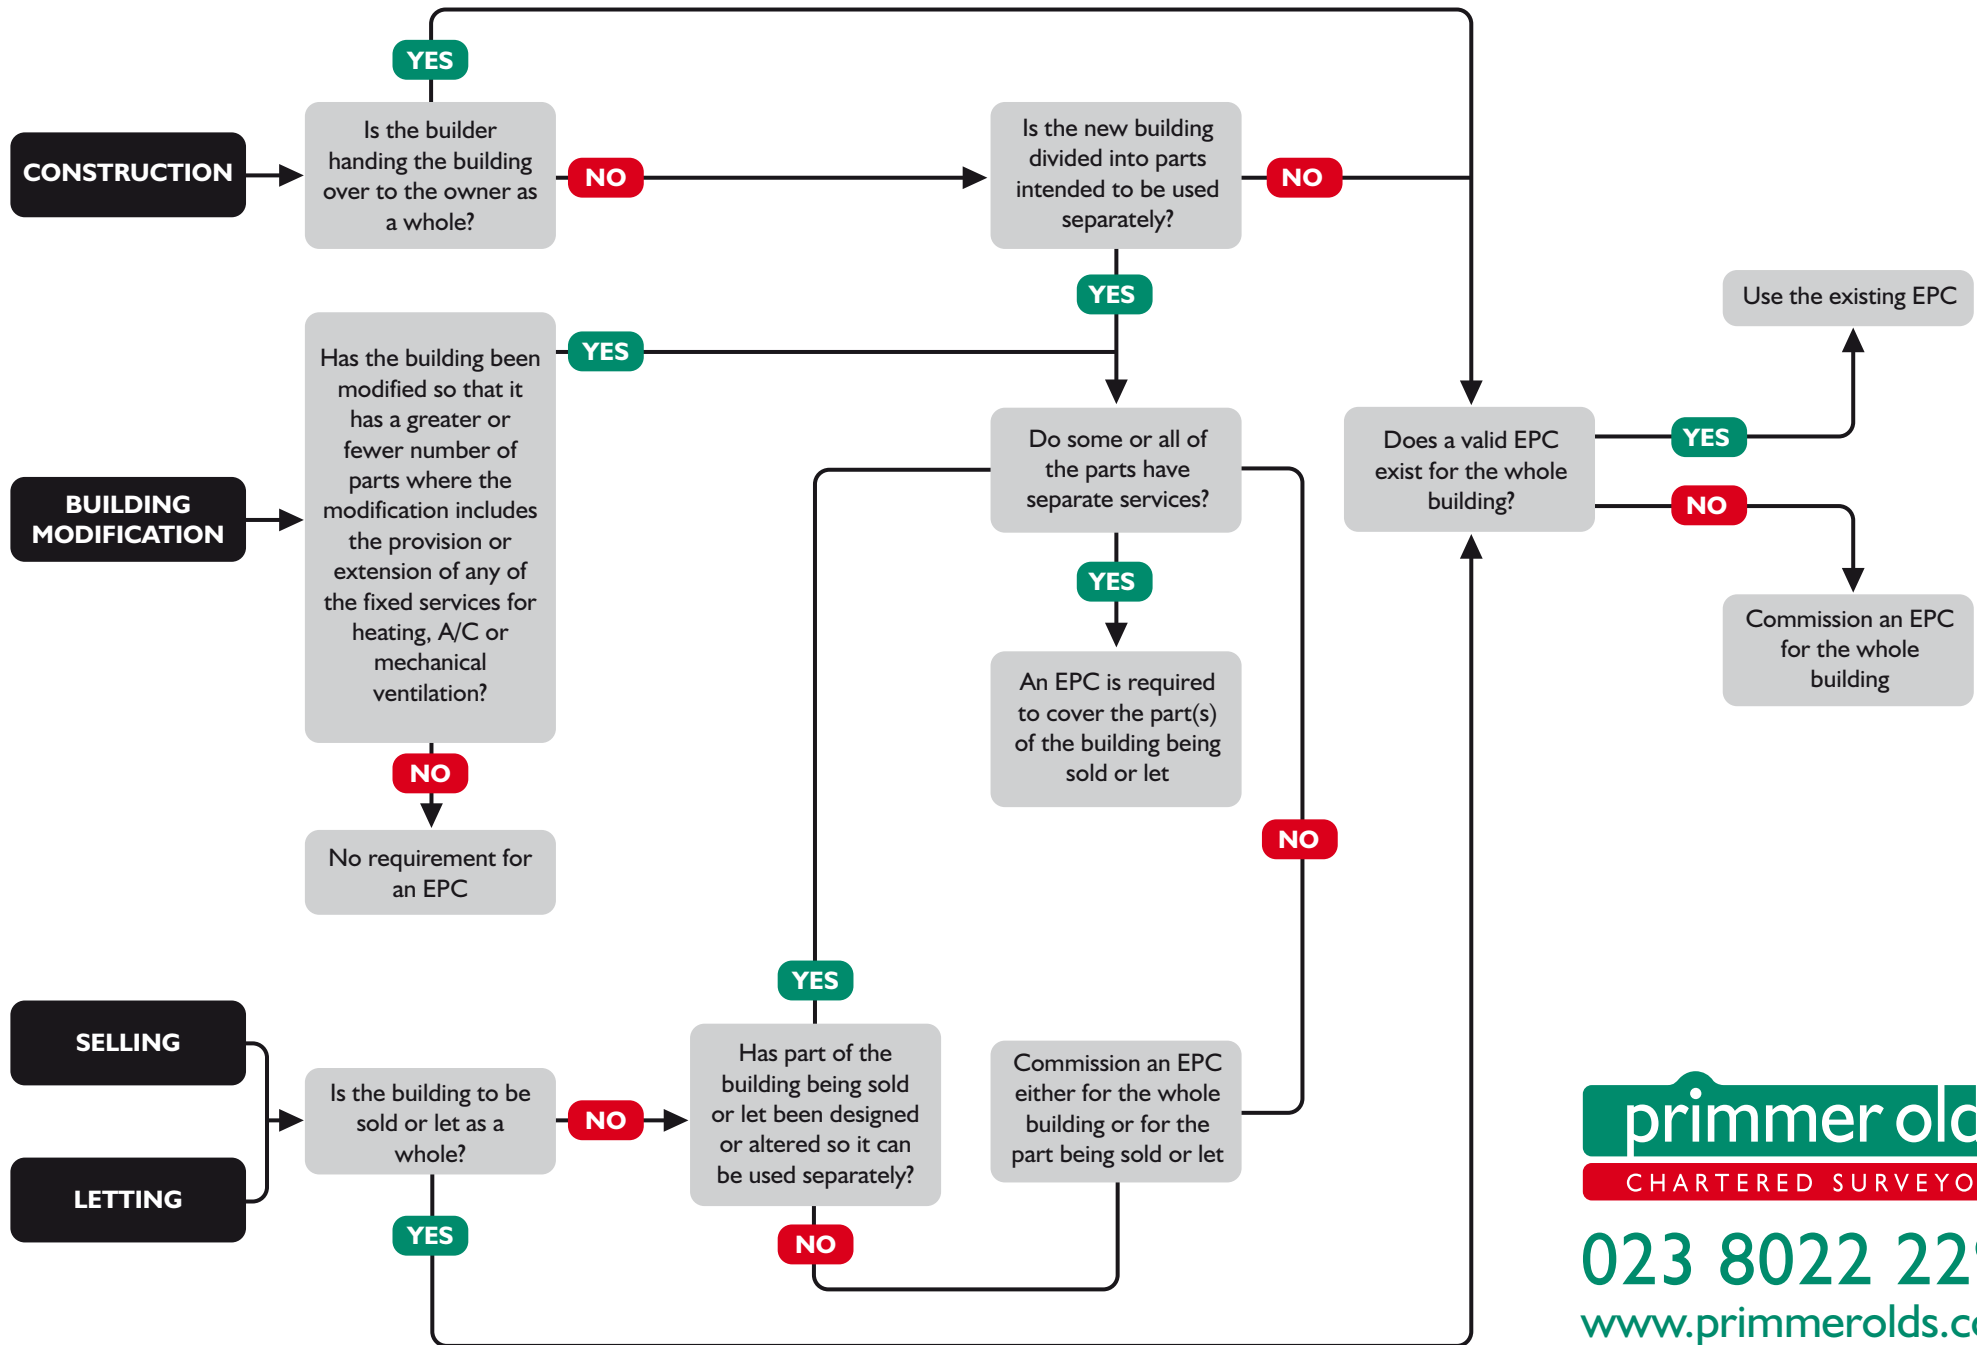 YES
CONSTRUCTION
Is the builder
handing the building
over to the owner as
a whole?
NO
Is the new building
divided into parts
intended to be used
separately?
NO
YES
Use the existing EPC
BUILDING
MODIFICATION
Has the building been
modified so that it
has a greater or
fewer number of
parts where the
modification includes
the provision or
extension of any of
the fixed services for
heating, A/C or
mechanical
ventilation?
YES
Do some or all of
the parts have
separate services?
Does a valid EPC
exist for the whole
building?
YES
NO
YES
Commission an EPC
for the whole
building
An EPC is required
to cover the part(s)
of the building being
sold or let
NO
NO
No requirement for
an EPC
YES
SELLING
LETTING
Is the building to be
sold or let as a
whole?
NO
Has part of the
building being sold
or let been designed
or altered so it can
be used separately?
Commission an EPC
either for the whole
building or for the
part being sold or let
YES
NO
primmer
CHARTERED
023 8022